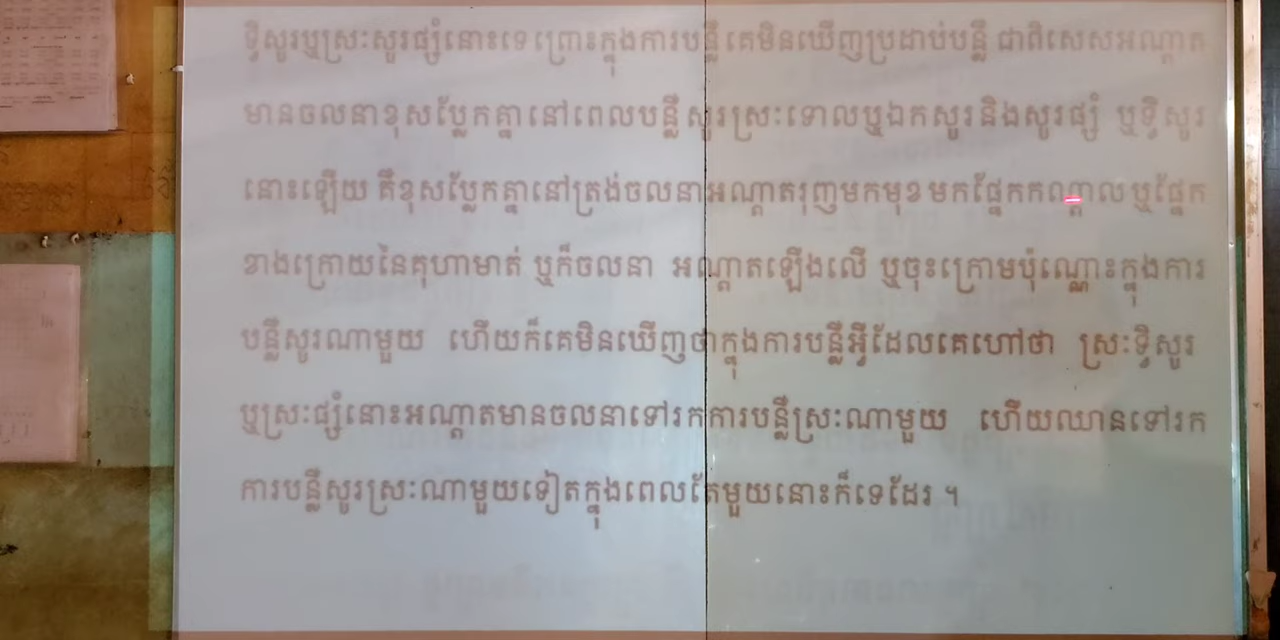 ទ្វិសូរឬស្រៈសូរផ្សំនោះទេព្រោះក្នុងការបន្លឺគេមិនឃើញប្រដាប់បន្លឺ ជាពិសេសអណ្តាត
មានចលនាខុសប្លែកគ្នានៅពេលបន្លឺសូរស្រៈទោលឬឯកសូរនិងសូរផ្សំ ឬទ្វិសូរ
នោះឡើយ គឺខុសប្លែកគ្នានៅត្រង់ចលនាអណ្តាតរុញមកមុខមកផ្នែកកណ្តាលឬផ្នែក
ខាងក្រោយនៃគុហាមាត់ ឬក៏ចលនា អណ្តាតឡើងលើ ឬចុះក្រោមប៉ុណ្ណោះក្នុងការ
បន្លឺសូរណាមួយ ហើយក៏គេមិនឃើញថាក្នុងការបន្លឺអ្វីដែលគេហៅថា ស្រៈទ្វិសូរ
ឬស្រៈផ្សំនោះអណ្តាតមានចលនាទៅរកការបន្លឺស្រៈណាមួយ ហើយឈានទៅរក
ការបន្លឺសូរស្រៈណាមួយទៀតក្នុងពេលតែមួយនោះក៏ទេដែរ ។